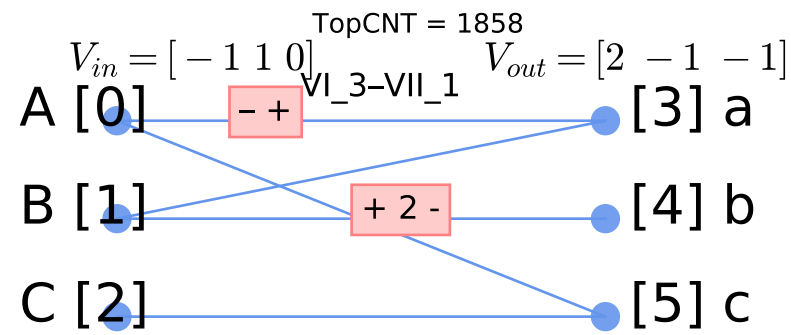 TopCNT = 1858
V_in = [ − 1 1 0]
V_out = [2 − 1 − 1]
VI_3–VII_1
A [0]
– +
[3] a
B [1]
+ 2 -
[4] b
C [2]
[5] c